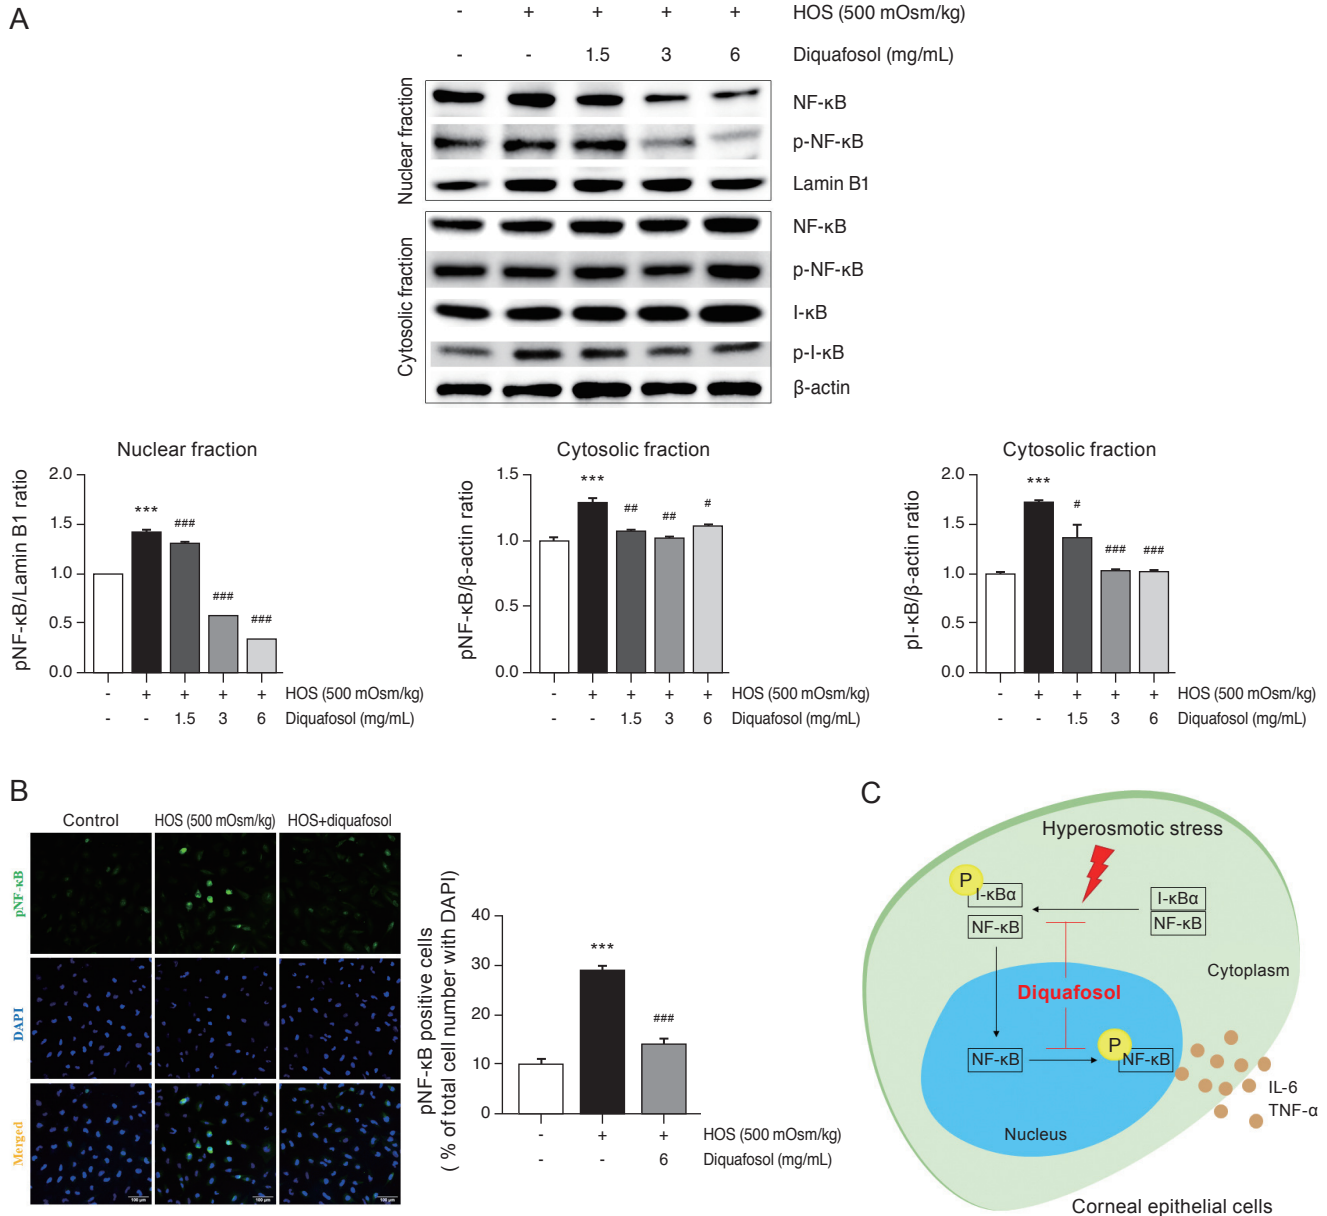 A
- + + + + HOS (500 mOsm/kg)
- - 1.5 3 6 Diquafosol (mg/mL)
Nuclear fraction
NF-κB
p-NF-κB
Lamin B1
Cytosolic fraction
NF-κB
p-NF-κB
I-κB
p-I-κB
β-actin
Nuclear fraction
pNF-κB/Lamin B1 ratio
2.0
1.5
1.0
0.5
0.0
***
###
###
###
- + + + + HOS (500 mOsm/kg)
- - 1.5 3 6 Diquafosol (mg/mL)
Cytosolic fraction
pNF-κB/β-actin ratio
1.5
1.0
0.5
0.0
***
##
##
#
- + + + + HOS (500 mOsm/kg)
- - 1.5 3 6 Diquafosol (mg/mL)
Cytosolic fraction
pI-κB/β-actin ratio
2.0
1.5
1.0
0.5
0.0
***
#
###
###
- + + + + HOS (500 mOsm/kg)
- - 1.5 3 6 Diquafosol (mg/mL)
B
Control HOS (500 mOsm/kg) HOS+diquafosol
pNF-κB
DAPI
Merged
100 μm 100 μm 100 μm
pNF-κB positive cells
( % of total cell number with DAPI)
40
30
20
10
0
***
###
- + + HOS (500 mOsm/kg)
- - 6 Diquafosol (mg/mL)
C
Hyperosmotic stress
P
I-κBα
NF-κB
I-κBα
NF-κB
Cytoplasm
Diquafosol
NF-κB
P
NF-κB
Nucleus
IL-6
TNF-α
Corneal epithelial cells